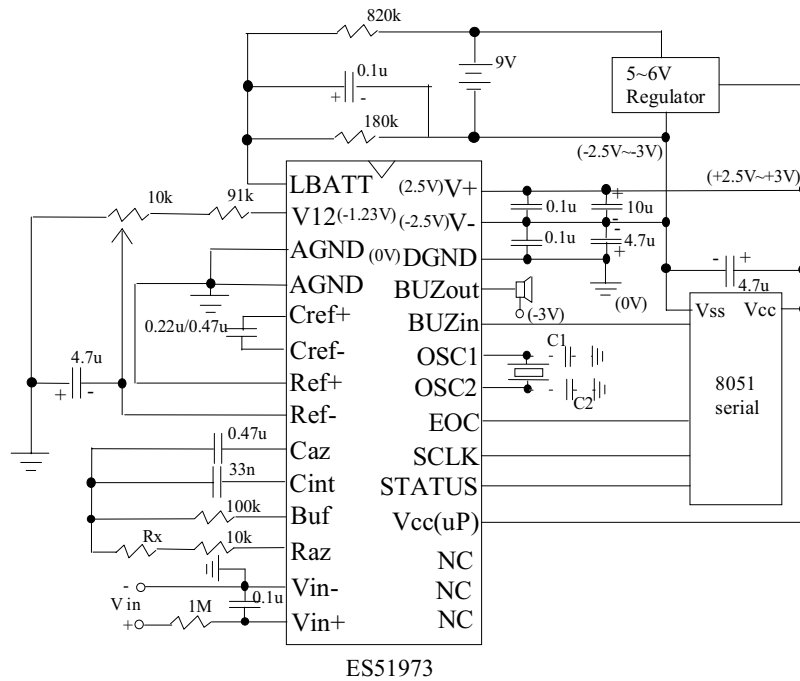 820k
9V
5~6V
Regulator
0.1u
+ -
180k
(-2.5V~-3V)
LBATT (2.5V)V+ (+2.5V~+3V)
10k 91k
V12(-1.23V) (-2.5V)V- 0.1u + 10u -
AGND (0V)DGND 0.1u - 4.7u +
AGND BUZout (0V) - + 4.7u
Cref+ BUZin (-3V) Vss Vcc
0.22u/0.47u
Cref- OSC1 C1
Ref+ OSC2 C2
8051
serial
4.7u
+ -
Ref- EOC
0.47u
Caz SCLK
33n
Cint STATUS
100k
Buf Vcc(uP)
Rx 10k
Raz NC
- Vin- NC
Vin 0.1u
+ 1M Vin+ NC
ES51973